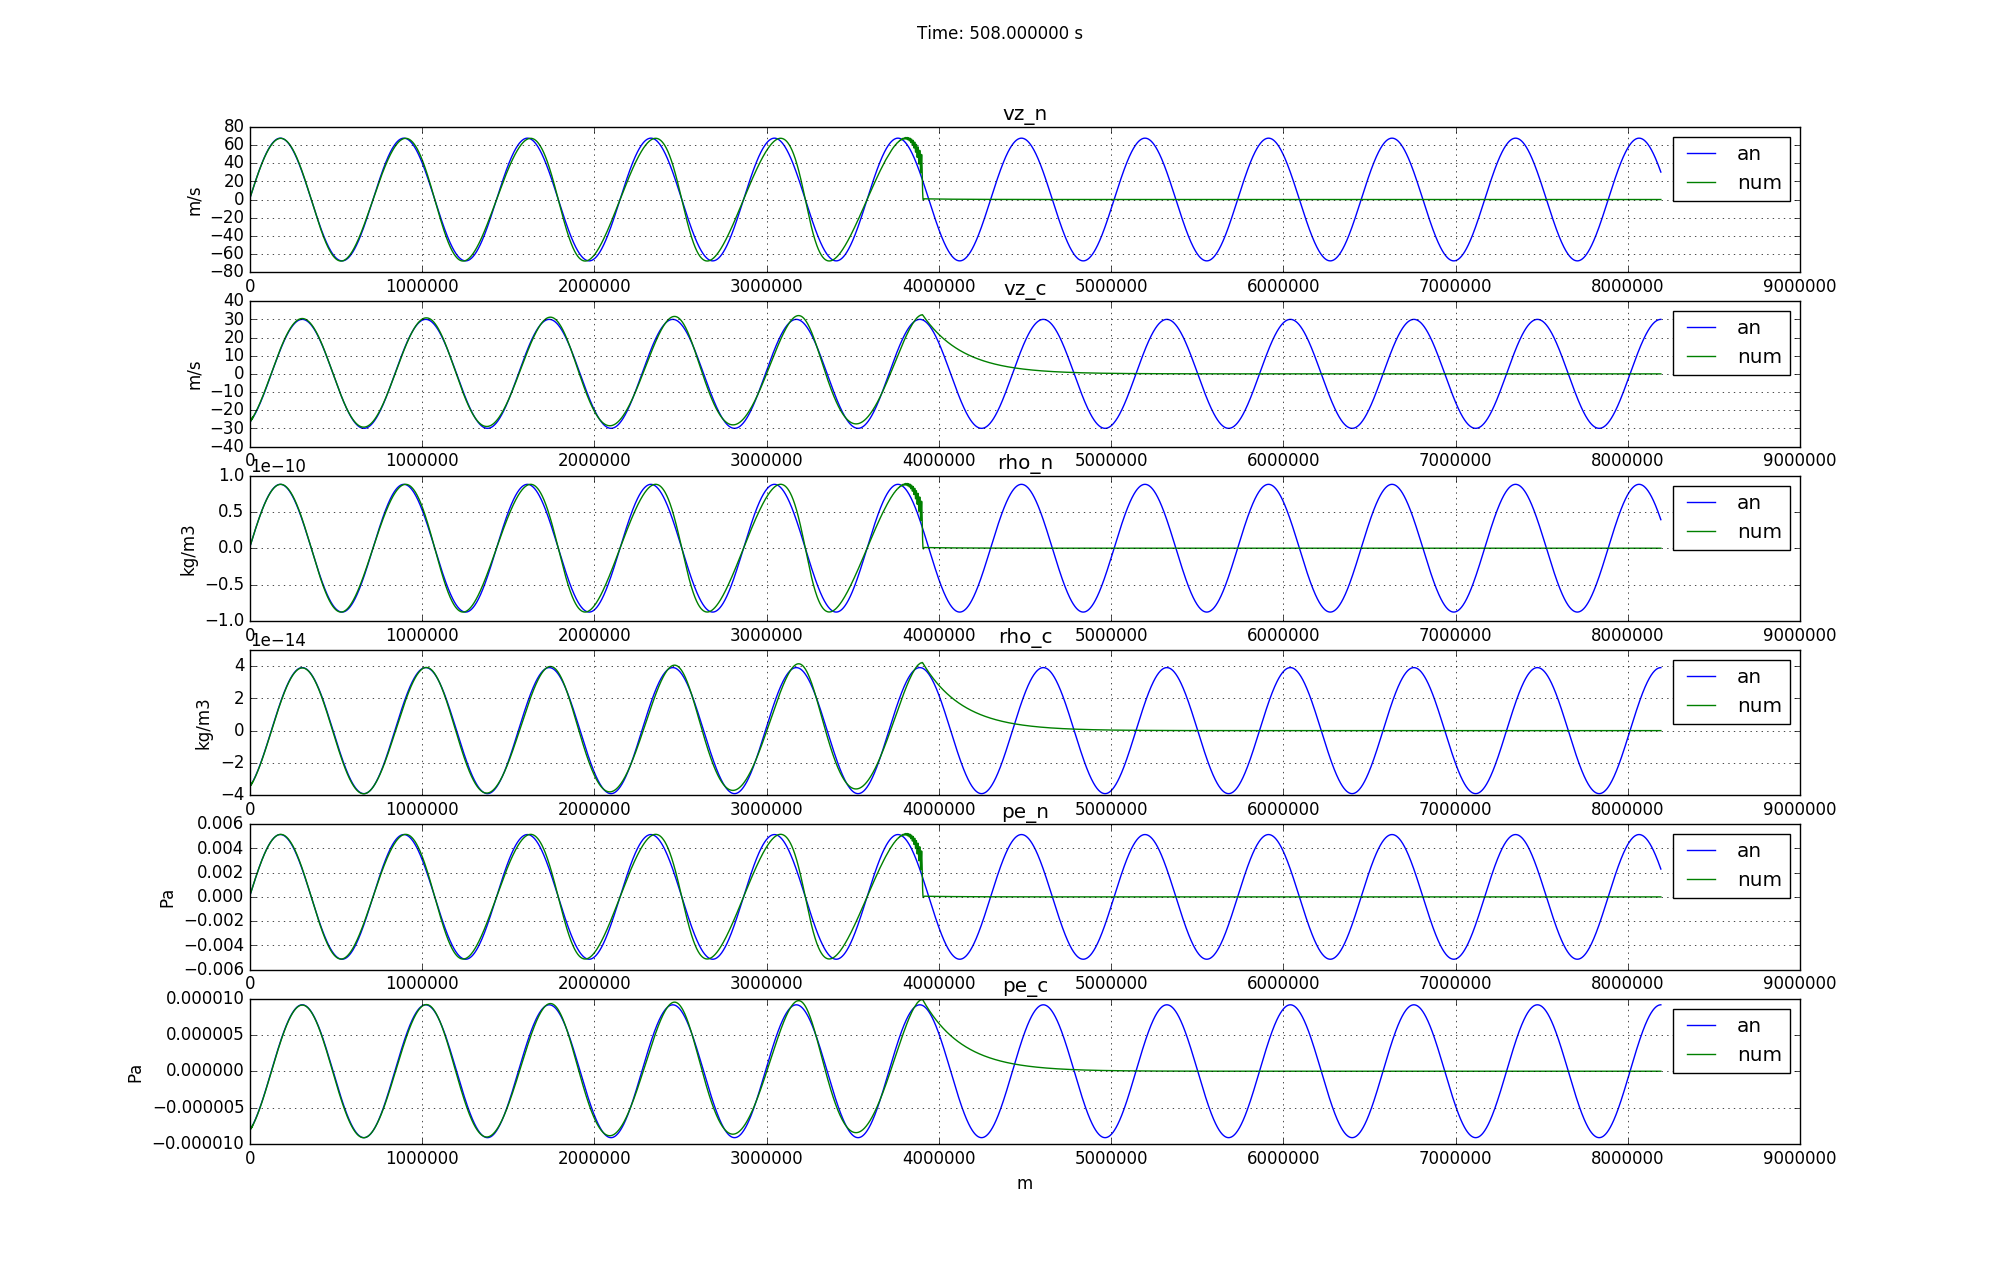 Time: 508.000000 s
vz_n
80
60
40
20
0
−20
−40
−60
−80
m/s
an
num
0 1000000 2000000 3000000 4000000 5000000 6000000 7000000 8000000 9000000
vz_c
40
30
20
10
0
−10
−20
−30
−40
m/s
an
num
0 1000000 2000000 3000000 4000000 5000000 6000000 7000000 8000000 9000000
1e−10
rho_n
1.0
0.5
0.0
−0.5
−1.0
kg/m3
an
num
0 1000000 2000000 3000000 4000000 5000000 6000000 7000000 8000000 9000000
1e−14
rho_c
4
2
0
−2
−4
kg/m3
an
num
0 1000000 2000000 3000000 4000000 5000000 6000000 7000000 8000000 9000000
pe_n
0.006
0.004
0.002
0.000
−0.002
−0.004
−0.006
Pa
an
num
0 1000000 2000000 3000000 4000000 5000000 6000000 7000000 8000000 9000000
pe_c
0.000010
0.000005
0.000000
−0.000005
−0.000010
Pa
an
num
0 1000000 2000000 3000000 4000000 5000000 6000000 7000000 8000000 9000000
m